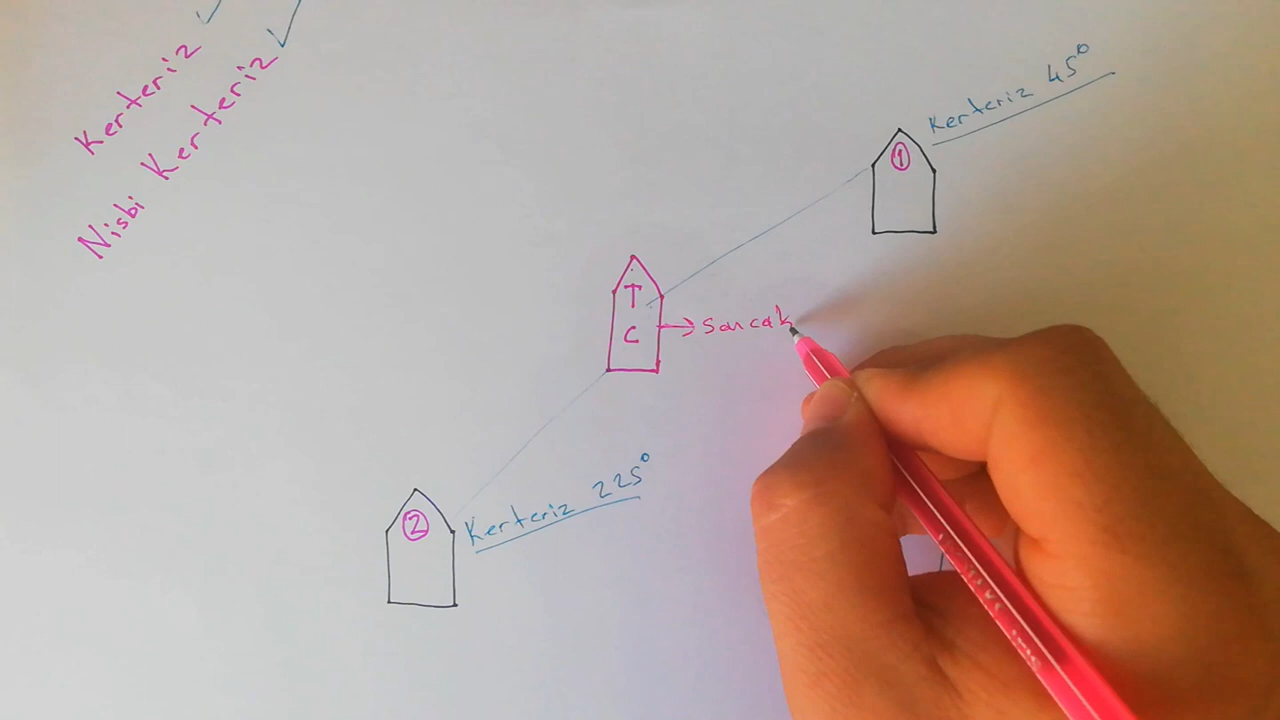 Kerteriz
Nisbi Kerteriz
Kerteriz 45°
1
T
C
Sancak
Kerteriz 225°
2